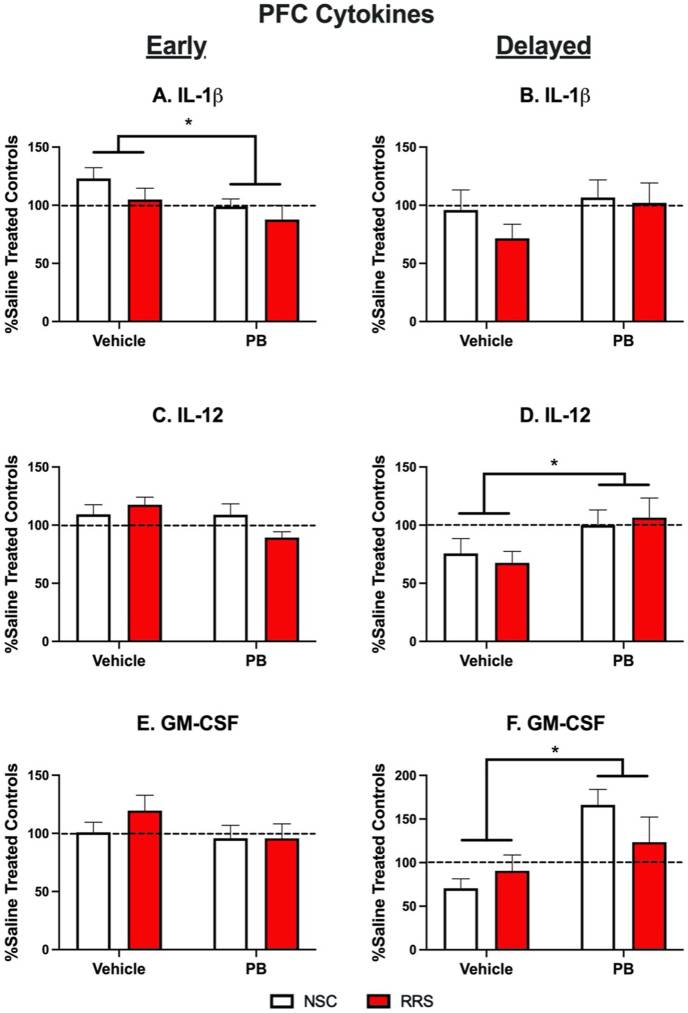 PFC Cytokines
Early
Delayed
A. IL-1β
B. IL-1β
%Saline Treated Controls
150
100
50
0
*
Vehicle
PB
%Saline Treated Controls
150
100
50
0
Vehicle
PB
C. IL-12
D. IL-12
%Saline Treated Controls
150
100
50
0
Vehicle
PB
%Saline Treated Controls
150
100
50
0
*
Vehicle
PB
E. GM-CSF
F. GM-CSF
%Saline Treated Controls
150
100
50
0
Vehicle
PB
%Saline Treated Controls
200
150
100
50
0
*
Vehicle
PB
NSC
RRS